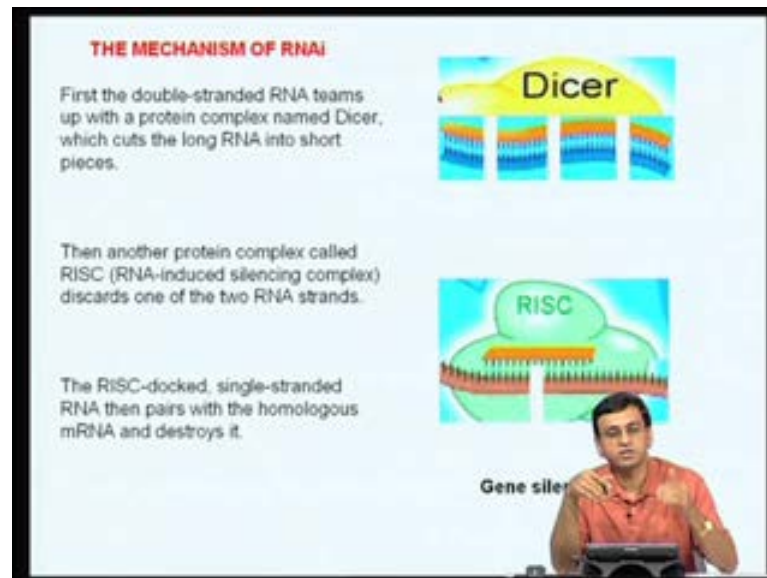 THE MECHANISM OF RNAi
First the double-stranded RNA teams
up with a protein complex named Dicer,
which cuts the long RNA into short
pieces.
Dicer
Then another protein complex called
RISC (RNA-induced silencing complex)
discards one of the two RNA strands.
RISC
The RISC-docked, single-stranded
RNA then pairs with the homologous
mRNA and destroys it.
Gene siler